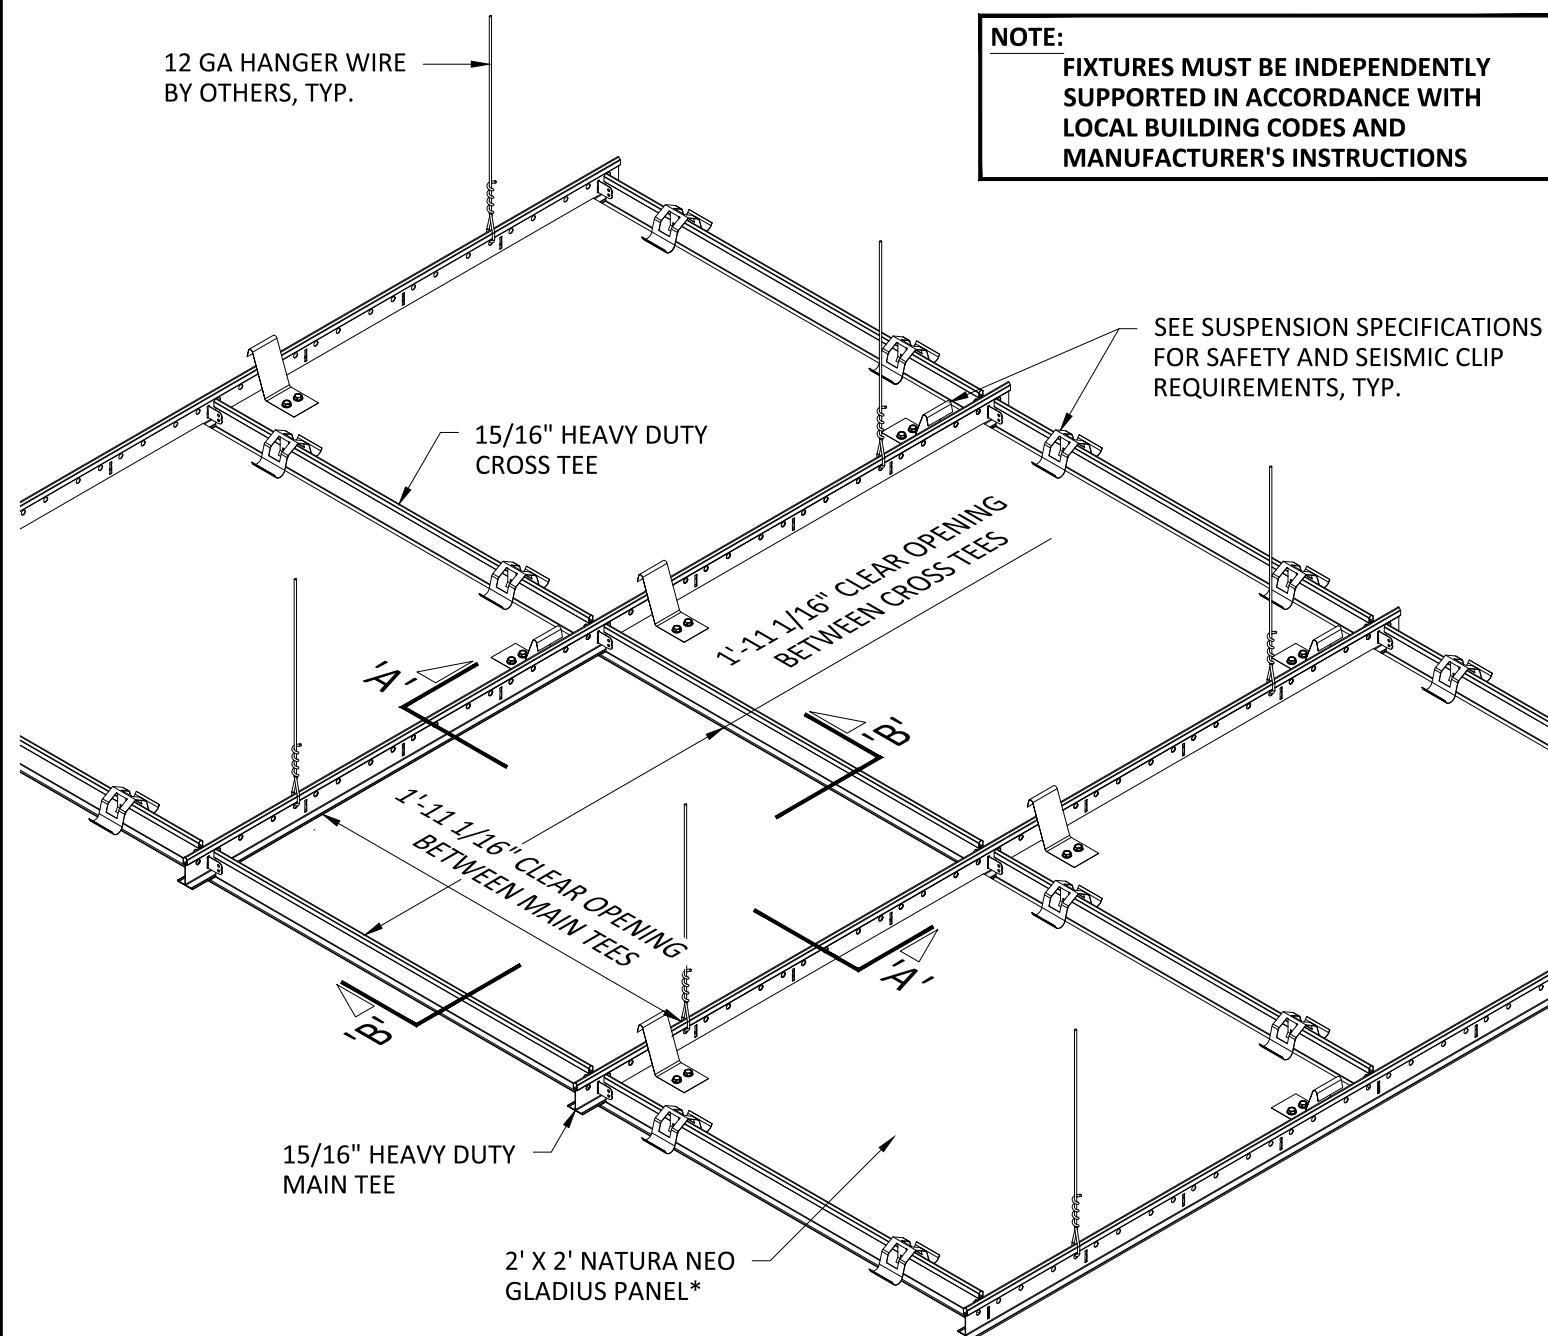 12 GA HANGER WIRE
BY OTHERS, TYP.
NOTE:
FIXTURES MUST BE INDEPENDENTLY
SUPPORTED IN ACCORDANCE WITH
LOCAL BUILDING CODES AND
MANUFACTURER'S INSTRUCTIONS
SEE SUSPENSION SPECIFICATIONS
FOR SAFETY AND SEISMIC CLIP
REQUIREMENTS, TYP.
15/16" HEAVY DUTY
CROSS TEE
1'-11 1/16" CLEAR OPENING
BETWEEN CROSS TEES
'A'
'B'
1'-11 1/16" CLEAR OPENING
BETWEEN MAIN TEES
'A'
'B'
15/16" HEAVY DUTY
MAIN TEE
2' X 2' NATURA NEO
GLADIUS PANEL*